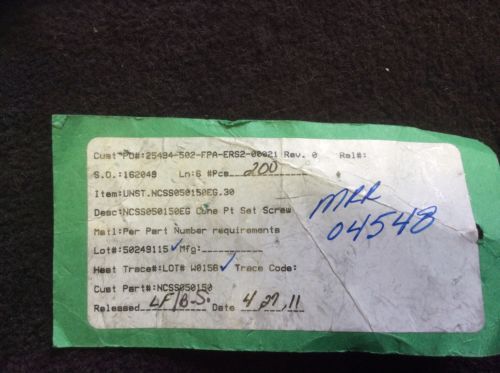 Cust PO#:25494-502-FPA-ERS2-00021 Rev. 0 Rel#:
S.O.:162049 Ln:6 #Pcs 200
Item:UNST.NCSS050150EG.30
Desc:NCSS050150EG Cone Pt Set Screw
Matl:Per Part Number requirements
Lot#:50249115✓ Mfg:
Heat Trace#:LOT# W0158✓ Trace Code:
Cust Part#:NCSS050150
Released LF/B.S. Date 4/27,11
MRR
04548